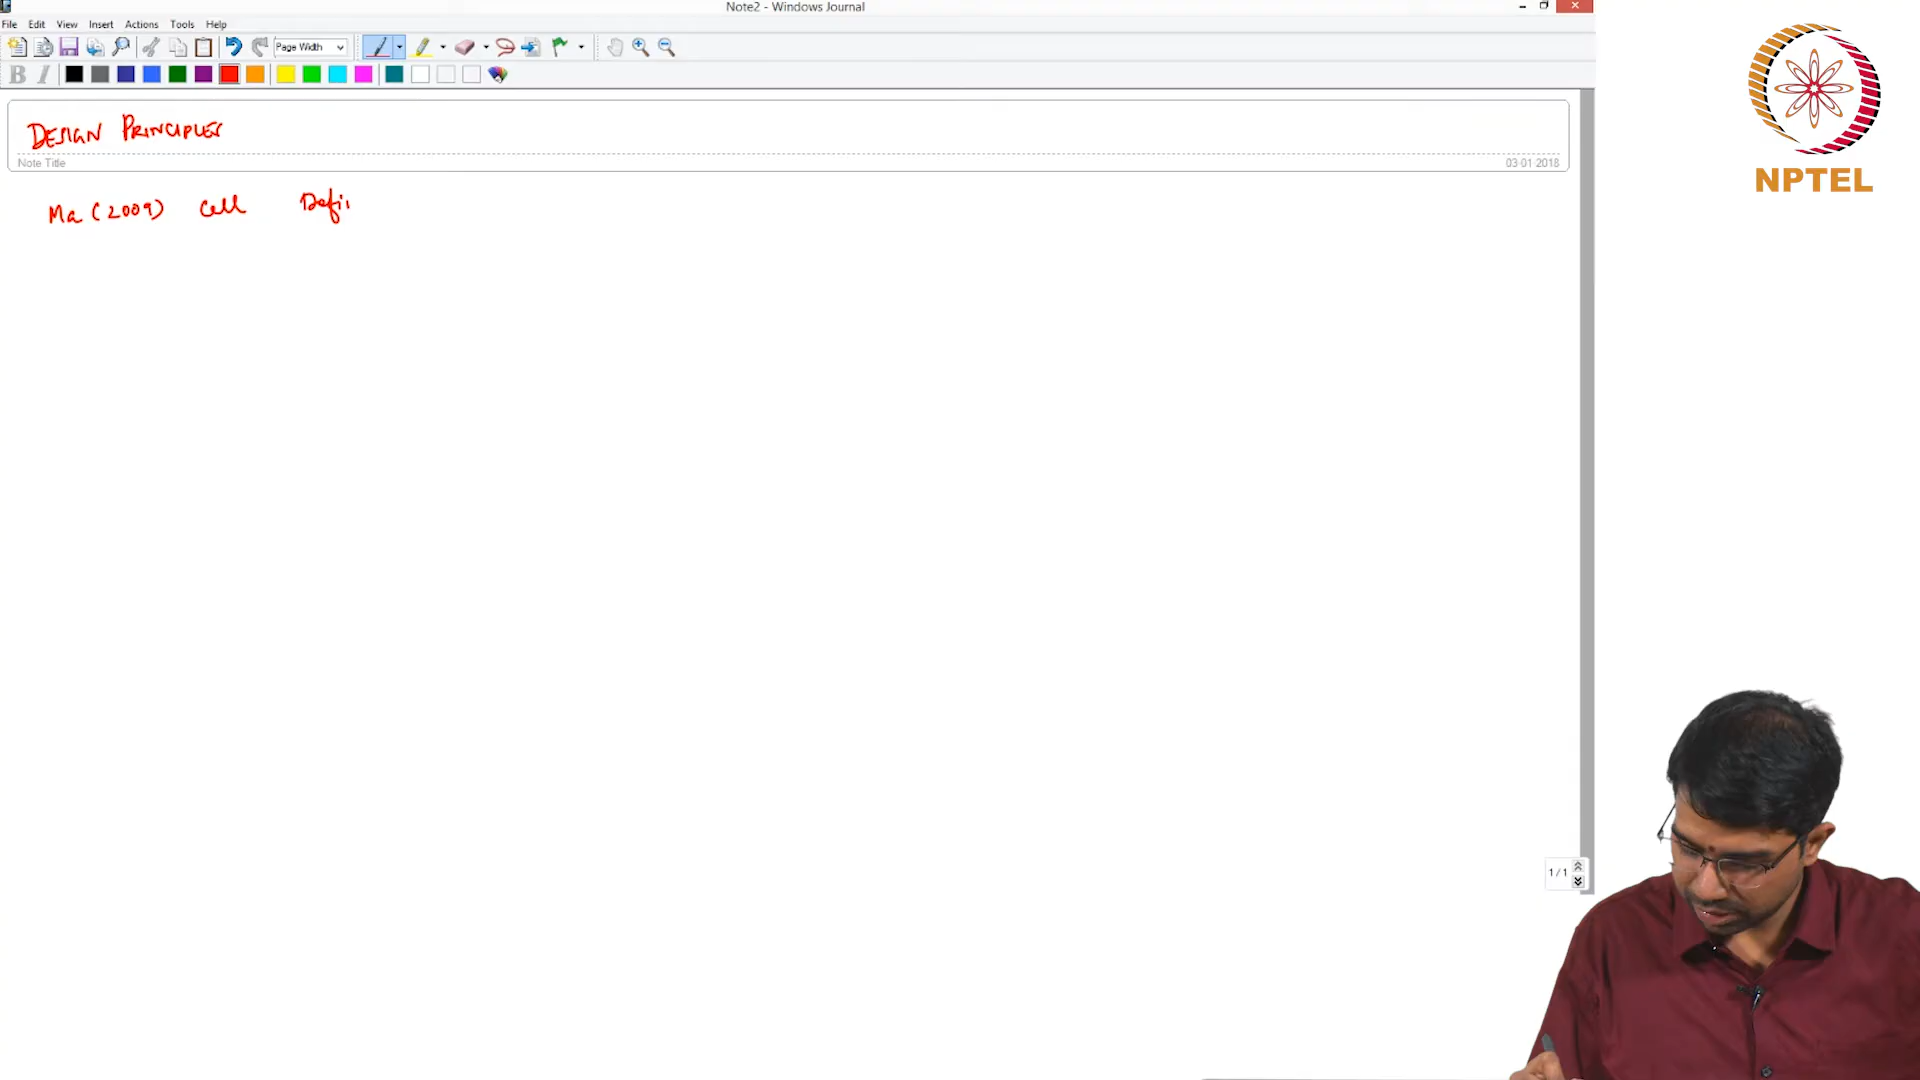 Note2 - Windows Journal
File Edit View Insert Actions Tools Help
Page Width
B I
DESIGN PRINCIPLES
Note Title
03-01-2018
Ma (2009) Cell Defi
1 / 1
NPTEL